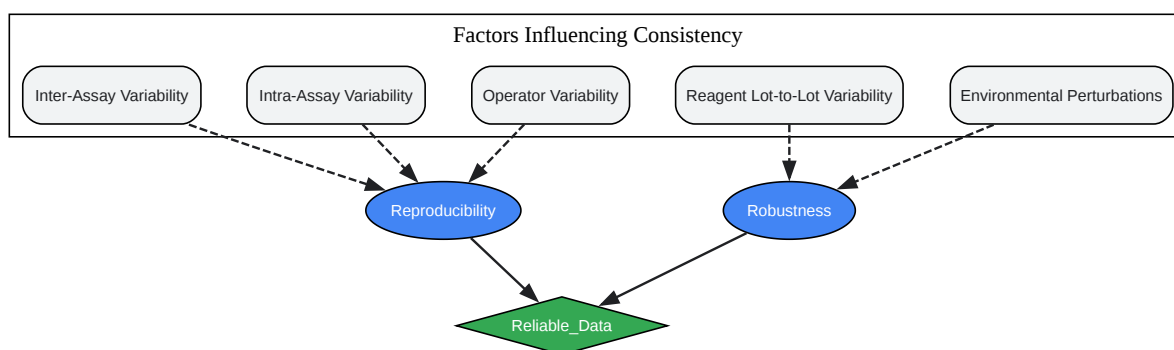 Factors Influencing Consistency
Inter-Assay Variability
Intra-Assay Variability
Operator Variability
Reagent Lot-to-Lot Variability
Environmental Perturbations
Reproducibility
Robustness
Reliable_Data